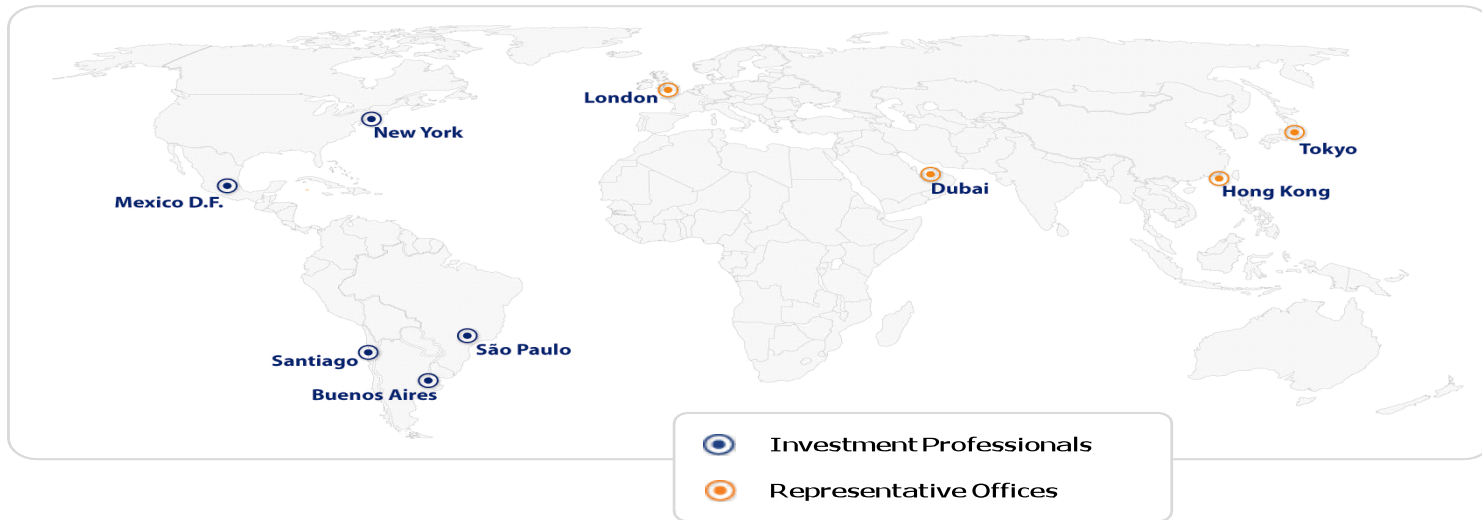 London
New York
Tokyo
Dubai
Hong Kong
Mexico D.F.
São Paulo
Santiago
Buenos Aires
Investment Professionals
Representative Offices